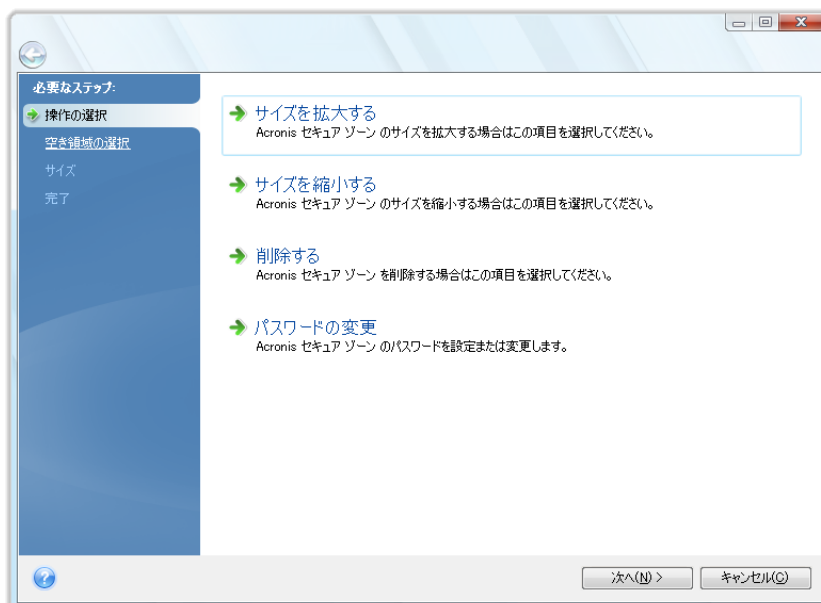 必要なステップ:
操作の選択
空き領域の選択
サイズ
完了
サイズを拡大する
Acronis セキュア ゾーン のサイズを拡大する場合はこの項目を選択してください。
サイズを縮小する
Acronis セキュア ゾーン のサイズを縮小する場合はこの項目を選択してください。
削除する
Acronis セキュア ゾーン を削除する場合はこの項目を選択してください。
パスワードの変更
Acronis セキュア ゾーン のパスワードを設定または変更します。
次へ(N) >
キャンセル(C)